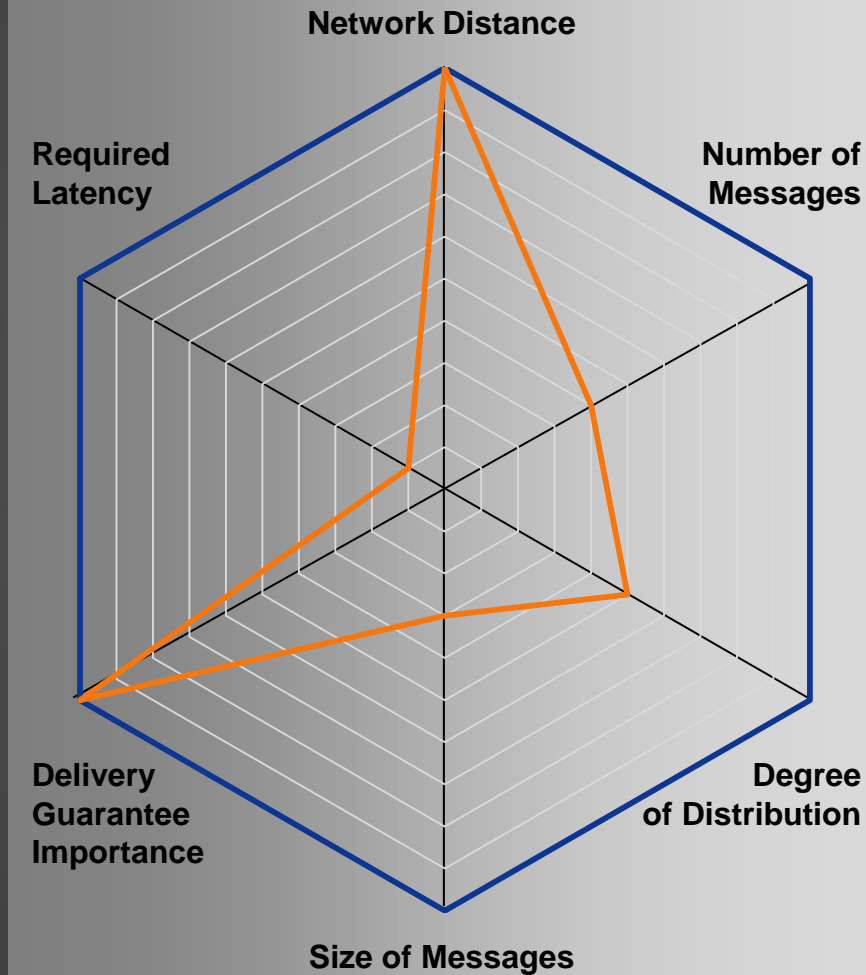 Network Distance
Required
Latency
Number of
Messages
Delivery
Guarantee
Importance
Degree
of Distribution
Size of Messages